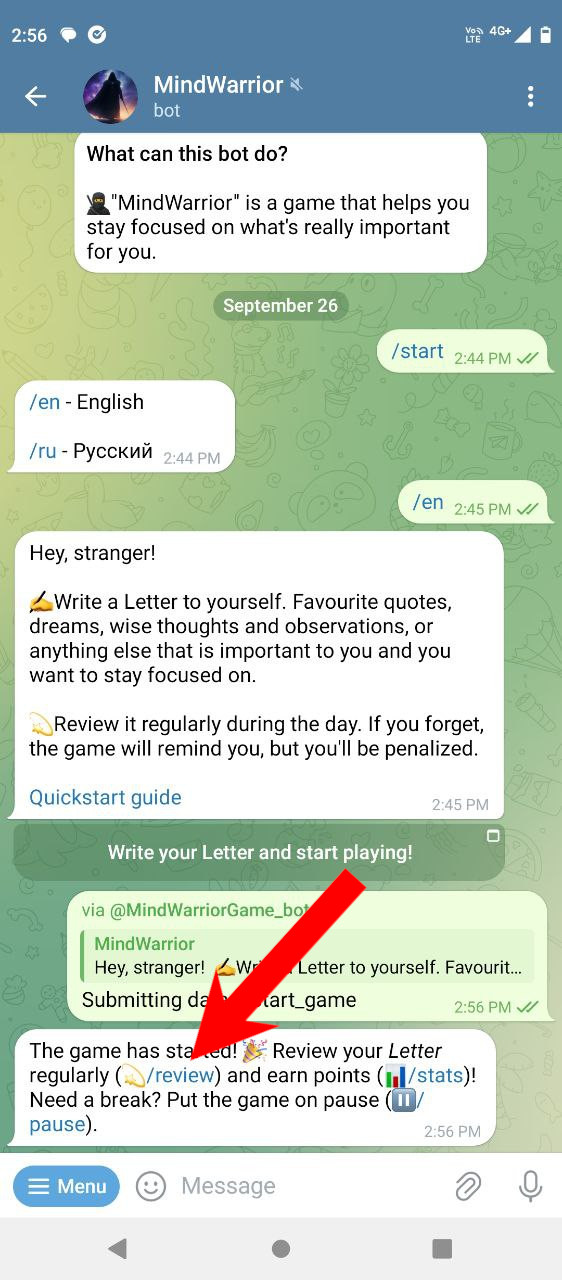 2:56 Vo LTE 4G+
MindWarrior
bot
What can this bot do?
🥷"MindWarrior" is a game that helps you
stay focused on what's really important
for you.
September 26
/start 2:44 PM
/en - English
/ru - Русский 2:44 PM
/en 2:45 PM
Hey, stranger!
✍️Write a Letter to yourself. Favourite quotes,
dreams, wise thoughts and observations, or
anything else that is important to you and you
want to stay focused on.
💫Review it regularly during the day. If you forget,
the game will remind you, but you'll be penalized.
Quickstart guide 2:45 PM
Write your Letter and start playing!
via @MindWarriorGame_bot
MindWarrior
Hey, stranger! ✍️Wr Letter to yourself. Favourit...
Submitting da tart_game 2:56 PM
The game has started! 🎉 Review your Letter
regularly (💫/review) and earn points (📊/stats)!
Need a break? Put the game on pause (⏸/
pause). 2:56 PM
Menu Message